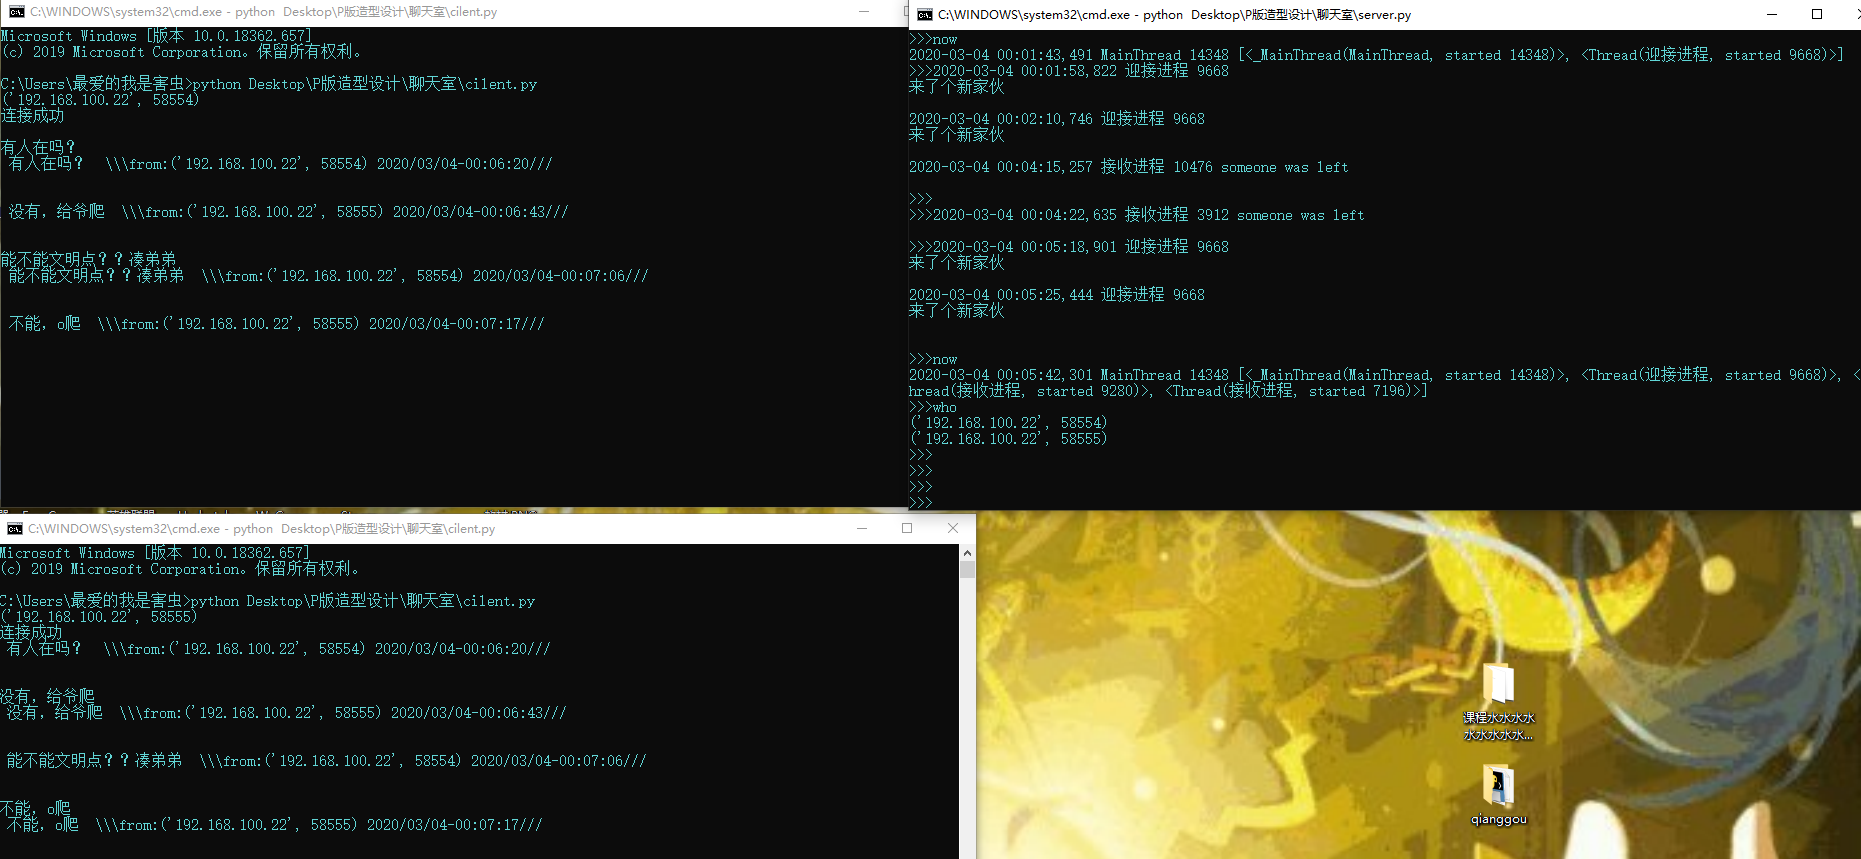 C:\WINDOWS\system32\cmd.exe - python  Desktop\P版造型设计\聊天室\cilent.py
Microsoft Windows [版本 10.0.18362.657]
(c) 2019 Microsoft Corporation。保留所有权利。
C:\Users\最爱的我是害虫>python Desktop\P版造型设计\聊天室\cilent.py
('192.168.100.22', 58554)
连接成功
有人在吗？
有人在吗？  \\\from:('192.168.100.22', 58554) 2020/03/04-00:06:20///
没有，给爷爬  \\\from:('192.168.100.22', 58555) 2020/03/04-00:06:43///
能不能文明点？？凑弟弟
能不能文明点？？凑弟弟  \\\from:('192.168.100.22', 58554) 2020/03/04-00:07:06///
不能，o爬  \\\from:('192.168.100.22', 58555) 2020/03/04-00:07:17///
C:\WINDOWS\system32\cmd.exe - python  Desktop\P版造型设计\聊天室\server.py
>>>now
2020-03-04 00:01:43,491 MainThread 14348 [<_MainThread(MainThread, started 14348)>, <Thread(迎接进程, started 9668)>]
>>>2020-03-04 00:01:58,822 迎接进程 9668
来了个新家伙
2020-03-04 00:02:10,746 迎接进程 9668
来了个新家伙
2020-03-04 00:04:15,257 接收进程 10476 someone was left
>>>
>>>2020-03-04 00:04:22,635 接收进程 3912 someone was left
>>>2020-03-04 00:05:18,901 迎接进程 9668
来了个新家伙
2020-03-04 00:05:25,444 迎接进程 9668
来了个新家伙
>>>now
2020-03-04 00:05:42,301 MainThread 14348 [<_MainThread(MainThread, started 14348)>, <Thread(迎接进程, started 9668)>, <
hread(接收进程, started 9280)>, <Thread(接收进程, started 7196)>]
>>>who
('192.168.100.22', 58554)
('192.168.100.22', 58555)
>>>
>>>
>>>
>>>
C:\WINDOWS\system32\cmd.exe - python  Desktop\P版造型设计\聊天室\cilent.py
Microsoft Windows [版本 10.0.18362.657]
(c) 2019 Microsoft Corporation。保留所有权利。
C:\Users\最爱的我是害虫>python Desktop\P版造型设计\聊天室\cilent.py
('192.168.100.22', 58555)
连接成功
有人在吗？  \\\from:('192.168.100.22', 58554) 2020/03/04-00:06:20///
没有，给爷爬
没有，给爷爬  \\\from:('192.168.100.22', 58555) 2020/03/04-00:06:43///
能不能文明点？？凑弟弟  \\\from:('192.168.100.22', 58554) 2020/03/04-00:07:06///
不能，o爬
不能，o爬  \\\from:('192.168.100.22', 58555) 2020/03/04-00:07:17///
课程水水水水
水水水水水...
qianggou